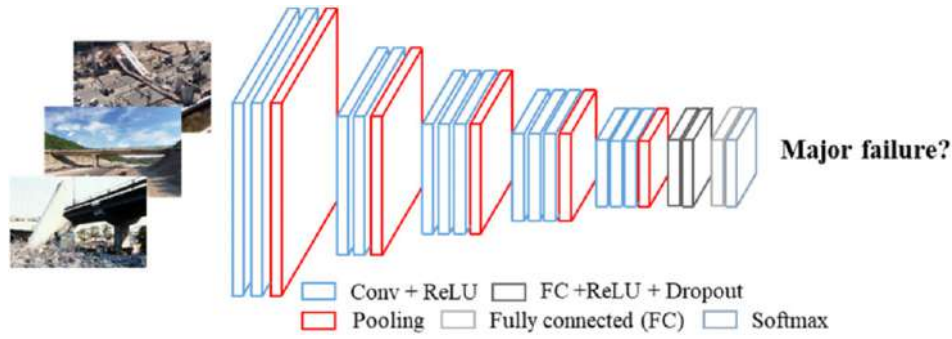 Major failure?
Conv + ReLU FC +ReLU + Dropout
Pooling Fully connected (FC) Softmax